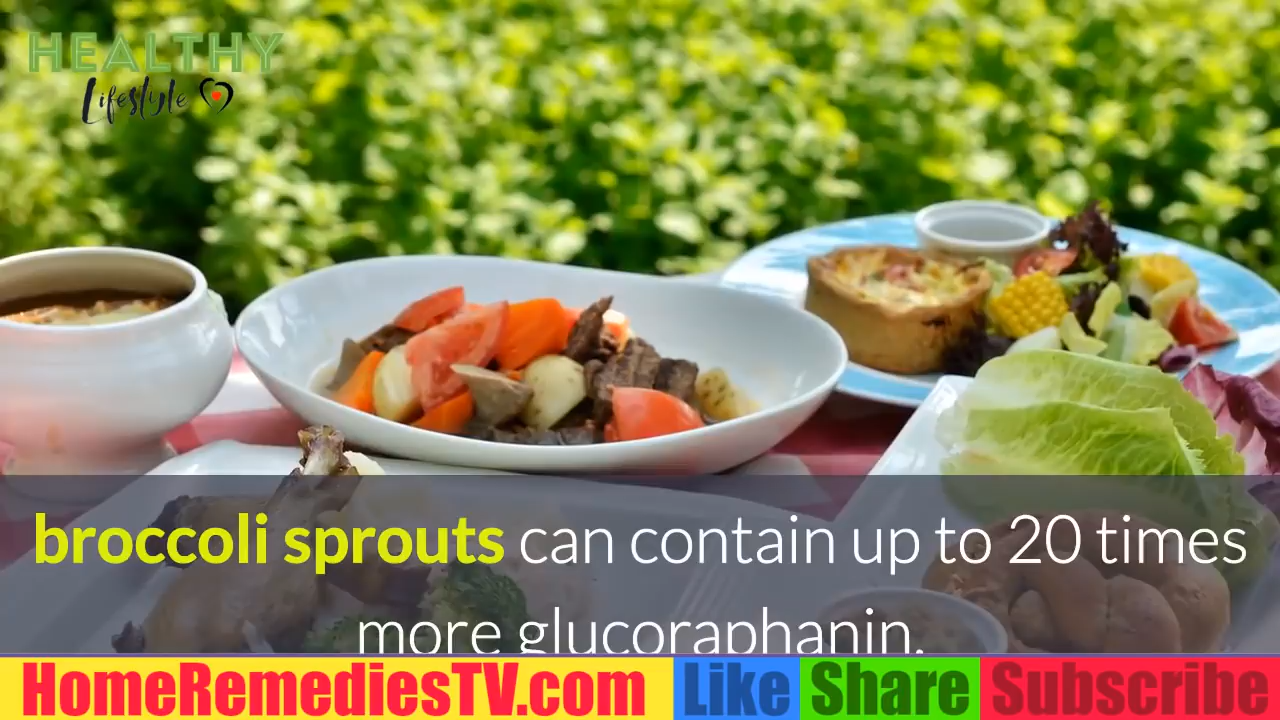 HEALTHY
Lifestyle
broccoli sprouts can contain up to 20 times
more glucoraphanin.
HomeRemediesTV.com Like Share Subscribe